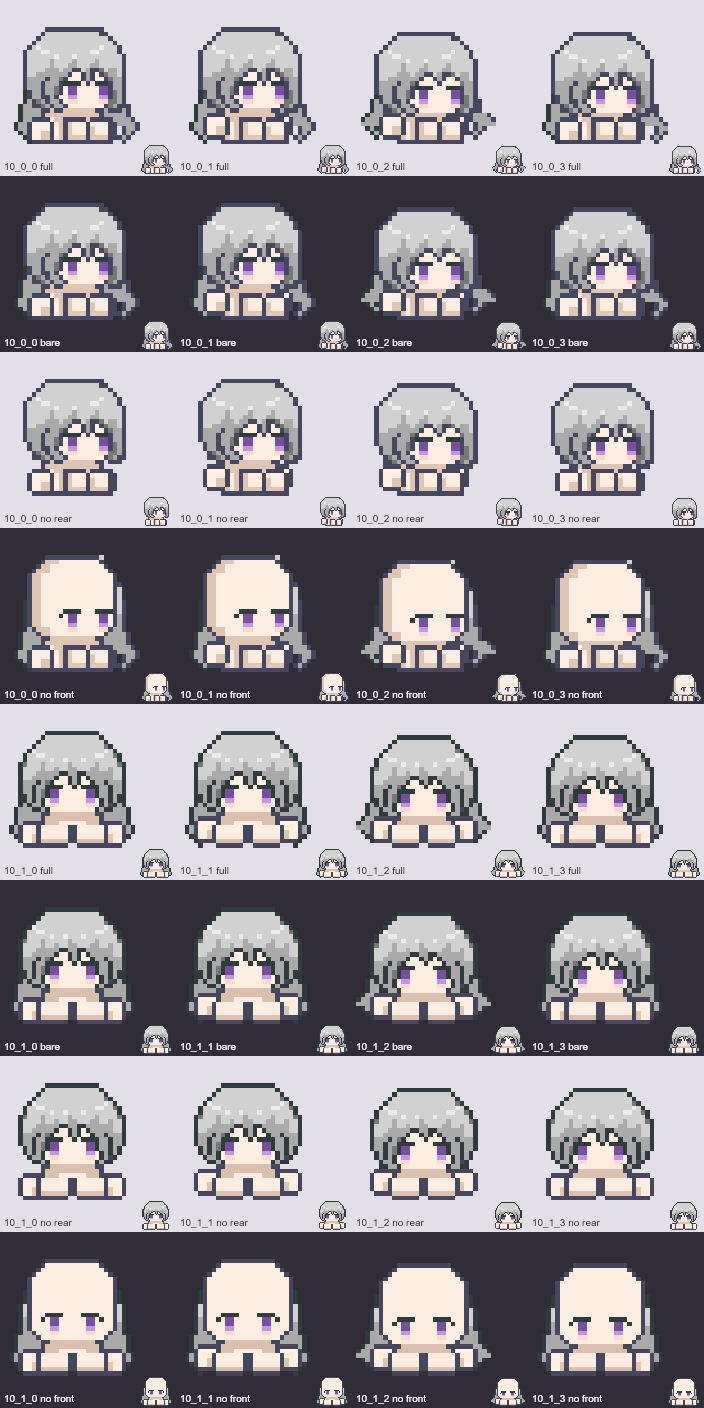 10_0_0 full
10_0_1 full
10_0_2 full
10_0_3 full
10_0_0 bare
10_0_1 bare
10_0_2 bare
10_0_3 bare
10_0_0 no rear
10_0_1 no rear
10_0_2 no rear
10_0_3 no rear
10_0_0 no front
10_0_1 no front
10_0_2 no front
10_0_3 no front
10_1_0 full
10_1_1 full
10_1_2 full
10_1_3 full
10_1_0 bare
10_1_1 bare
10_1_2 bare
10_1_3 bare
10_1_0 no rear
10_1_1 no rear
10_1_2 no rear
10_1_3 no rear
10_1_0 no front
10_1_1 no front
10_1_2 no front
10_1_3 no front